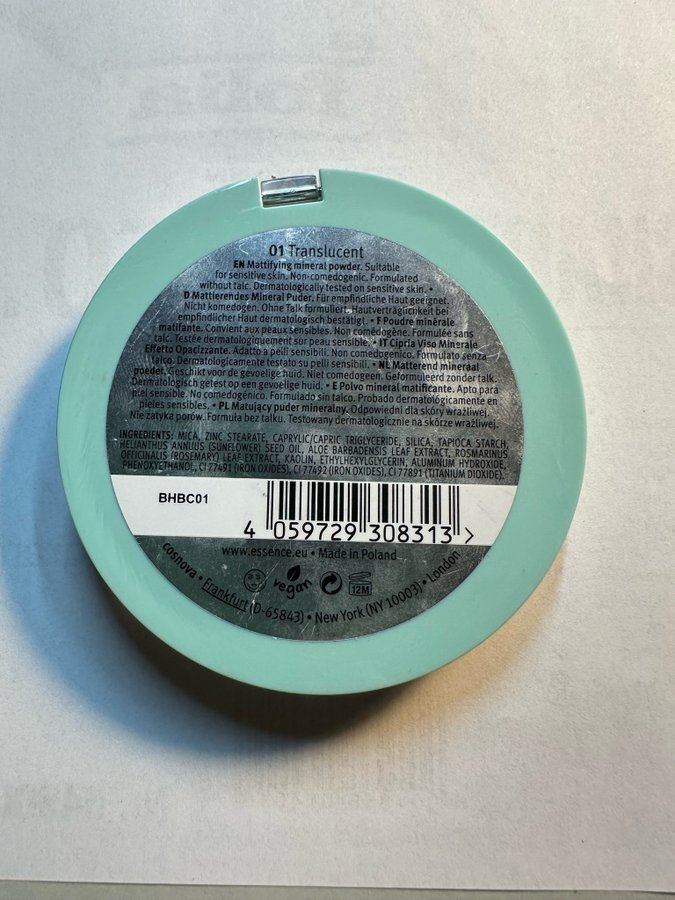 01 Translucent
EN Mattifying mineral powder. Suitable
for sensitive skin. Non-comedogenic. Formulated
without talc. Dermatologically tested on sensitive skin. •
D Mattierendes Mineral Puder. Für empfindliche Haut geeignet.
Nicht komedogen. Ohne Talk formuliert. Hautverträglichkeit bei
empfindlicher Haut dermatologisch bestätigt. • F Poudre minérale
matifante. Convient aux peaux sensibles. Non comédogène. Formulée sans
talc. Testée dermatologiquement sur peau sensible. • IT Cipria Viso Minerale
Effetto Opacizzante. Adatto a pelli sensibili. Non comedogenico. Formulato senza
talco. Dermatologicamente testato su pelli sensibili. • NL Matterend mineraal
poeder. Geschikt voor de gevoelige huid. Niet comedogeen. Geformuleerd zonder talk.
Dermatologisch getest op een gevoelige huid. • E Polvo mineral matificante. Apto para
piel sensible. No comedogénico. Formulado sin talco. Probado dermatológicamente en
pieles sensibles. • PL Matujący puder mineralny. Odpowiedni dla skóry wrażliwej.
Nie zatyka porów. Formuła bez talku. Testowany dermatologicznie na skórze wrażliwej.
INGREDIENTS: MICA, ZINC STEARATE, CAPRYLIC/CAPRIC TRIGLYCERIDE, SILICA, TAPIOCA STARCH,
HELIANTHUS ANNUUS (SUNFLOWER) SEED OIL, ALOE BARBADENSIS LEAF EXTRACT, ROSMARINUS
OFFICINALIS (ROSEMARY) LEAF EXTRACT, KAOLIN, ETHYLHEXYLGLYCERIN, ALUMINUM HYDROXIDE,
PHENOXYETHANOL, CI 77491 (IRON OXIDES), CI 77492 (IRON OXIDES), CI 77891 (TITANIUM DIOXIDE).
BHBC01
4 059729 308313 >
www.essence.eu • Made in Poland
vegan 12M
cosnova • Frankfurt (D-65843) • New York (NY 10003) • London